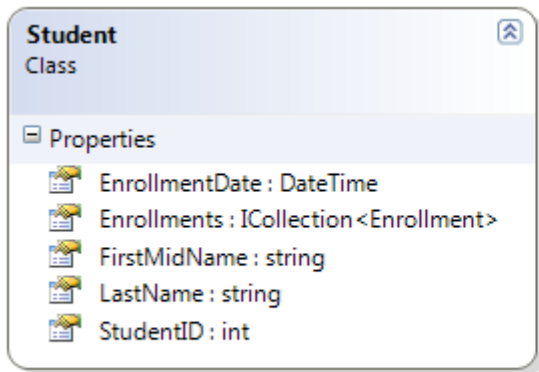 Student
Class
Properties
EnrollmentDate : DateTime
Enrollments : ICollection<Enrollment>
FirstMidName : string
LastName : string
StudentID : int